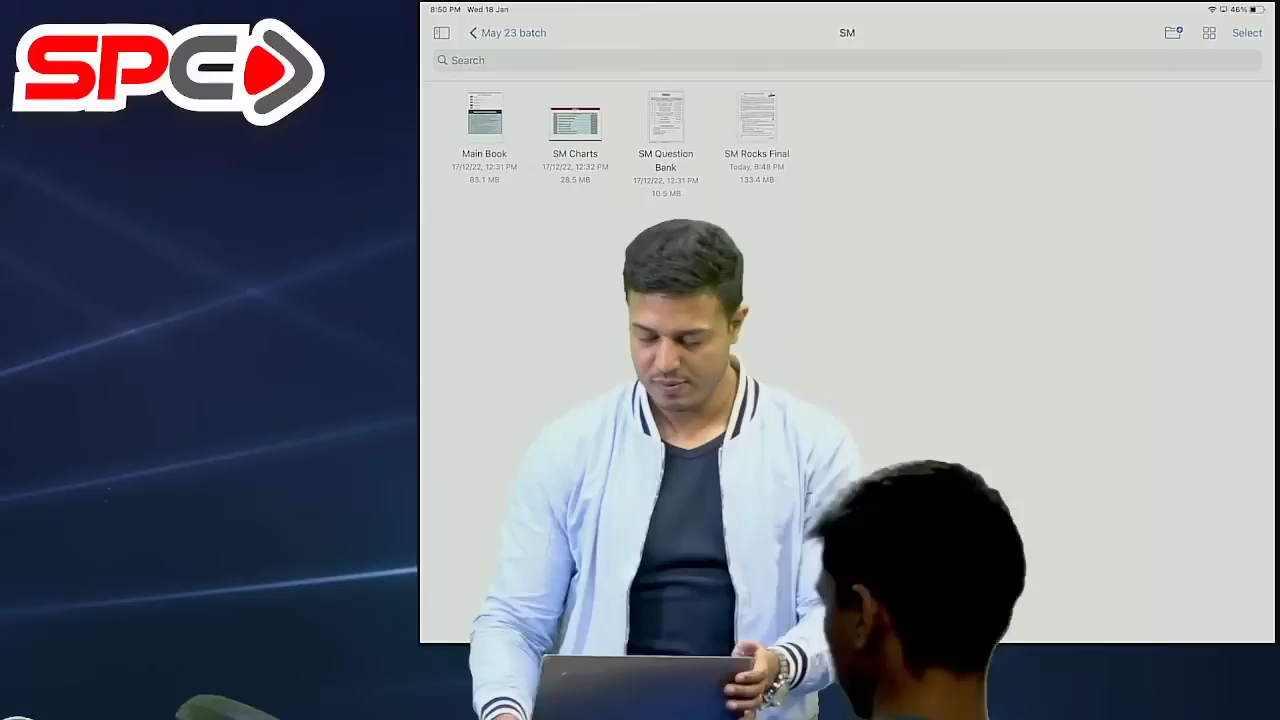 SPC
8:50 PM Wed 18 Jan
46%
May 23 batch
SM
Select
Search
Main Book
17/12/22, 12:31 PM
83.1 MB
SM Charts
17/12/22, 12:32 PM
28.5 MB
SM Question
Bank
17/12/22, 12:31 PM
10.5 MB
SM Rocks Final
Today, 8:48 PM
133.4 MB